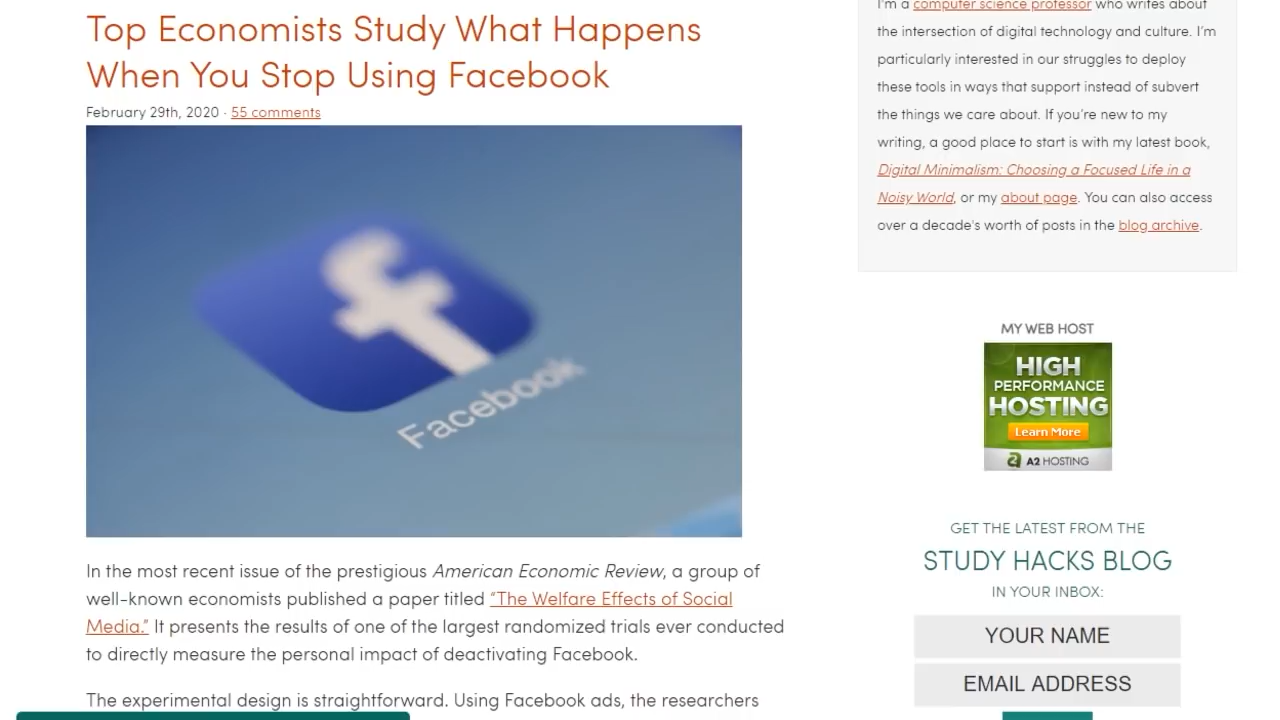 Top Economists Study What Happens
When You Stop Using Facebook
February 29th, 2020 · 55 comments
Facebook
In the most recent issue of the prestigious American Economic Review, a group of
well-known economists published a paper titled “The Welfare Effects of Social
Media.” It presents the results of one of the largest randomized trials ever conducted
to directly measure the personal impact of deactivating Facebook.
The experimental design is straightforward. Using Facebook ads, the researchers
I'm a computer science professor who writes about
the intersection of digital technology and culture. I'm
particularly interested in our struggles to deploy
these tools in ways that support instead of subvert
the things we care about. If you're new to my
writing, a good place to start is with my latest book,
Digital Minimalism: Choosing a Focused Life in a
Noisy World, or my about page. You can also access
over a decade's worth of posts in the blog archive.
MY WEB HOST
HIGH
PERFORMANCE
HOSTING
Learn More
A2 HOSTING
GET THE LATEST FROM THE
STUDY HACKS BLOG
IN YOUR INBOX:
YOUR NAME
EMAIL ADDRESS